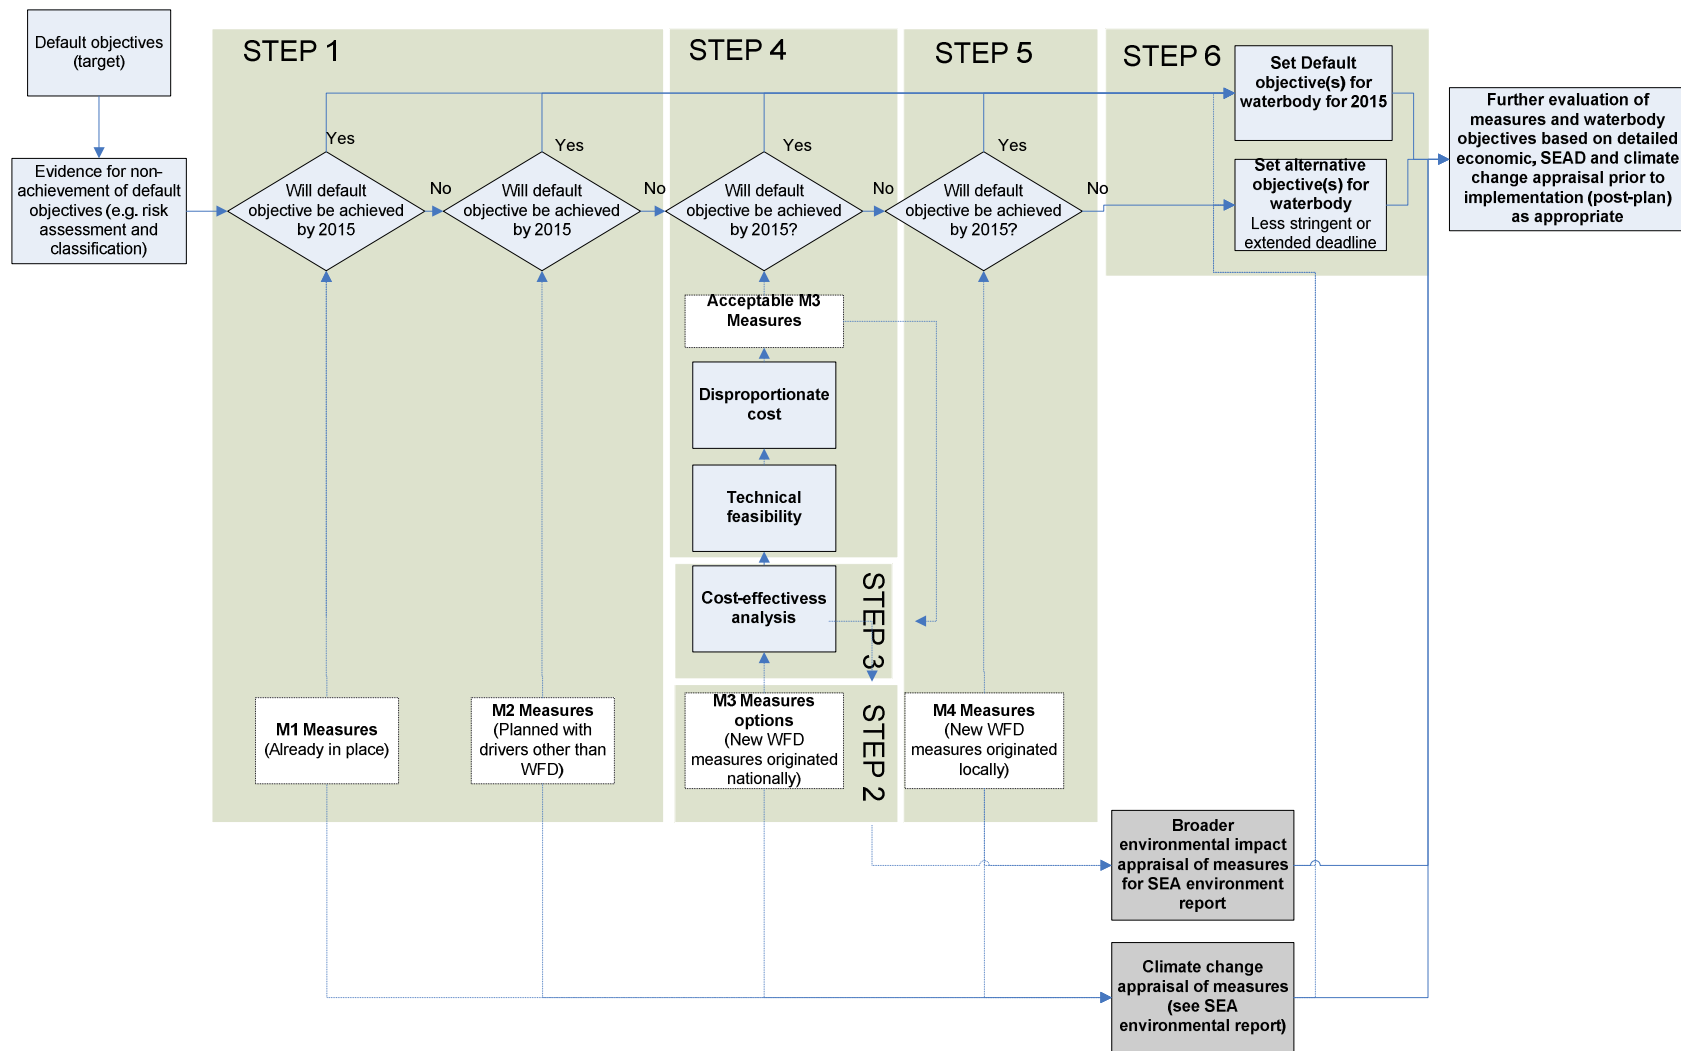 Default objectives
(target)
Evidence for non-
achievement of default
objectives (e.g. risk
assessment and
classification)
STEP 1
Yes
Will default
objective be achieved
by 2015
No
Yes
Will default
objective be achieved
by 2015
No
M1 Measures
(Already in place)
M2 Measures
(Planned with
drivers other than
WFD)
STEP 4
Yes
Will default
objective be achieved
by 2015?
No
Acceptable M3
Measures
Disproportionate
cost
Technical
feasibility
Cost-effectivess
analysis
STEP 3
M3 Measures
options
(New WFD
measures originated
nationally)
STEP 2
STEP 5
Yes
Will default
objective be achieved
by 2015?
No
M4 Measures
(New WFD
measures originated
locally)
STEP 6
Set Default
objective(s) for
waterbody for 2015
Set alternative
objective(s) for
waterbody
Less stringent or
extended deadline
Further evaluation of
measures and waterbody
objectives based on detailed
economic, SEAD and climate
change appraisal prior to
implementation (post-plan)
as appropriate
Broader
environmental impact
appraisal of measures
for SEA environment
report
Climate change
appraisal of measures
(see SEA
environmental report)